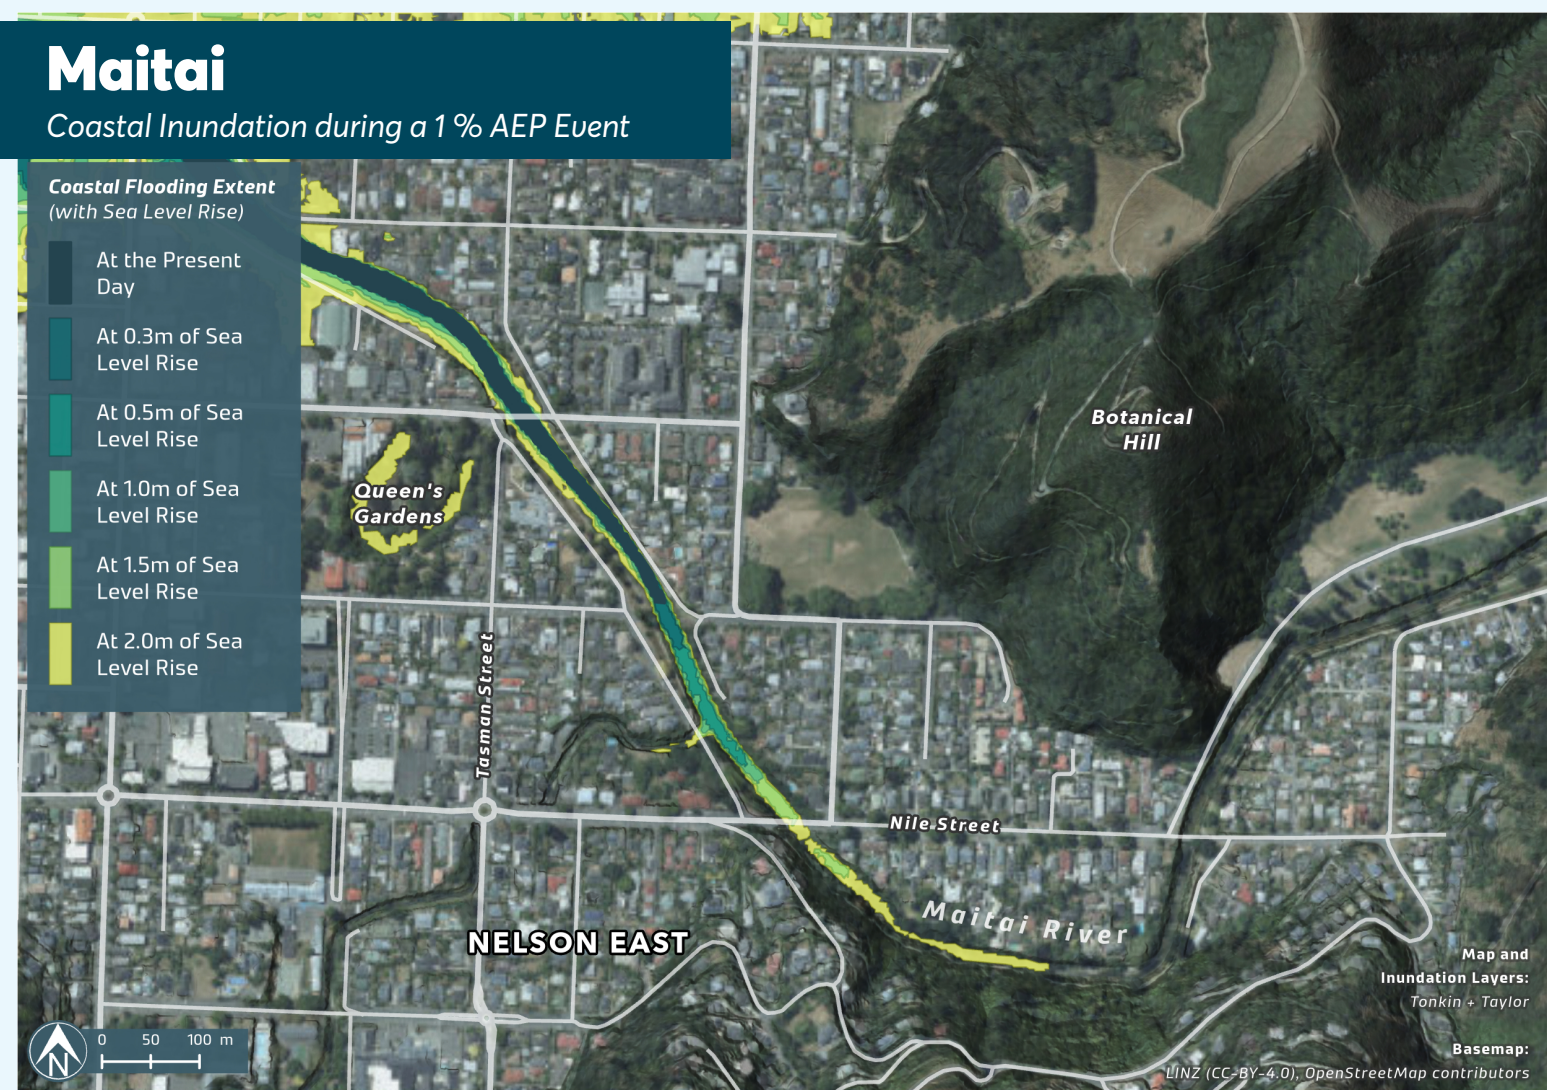 Maitai
Coastal Inundation during a 1 % AEP Event
Coastal Flooding Extent
(with Sea Level Rise)
At the Present
Day
At 0.3m of Sea
Level Rise
At 0.5m of Sea
Level Rise
At 1.0m of Sea
Level Rise
At 1.5m of Sea
Level Rise
At 2.0m of Sea
Level Rise
Botanical
Hill
Queen's
Gardens
Tasman Street
Nile Street
Maitai River
NELSON EAST
Map and
Inundation Layers:
Tonkin + Taylor
Basemap:
LINZ (CC-BY-4.0), OpenStreetMap contributors
N
0 50 100 m